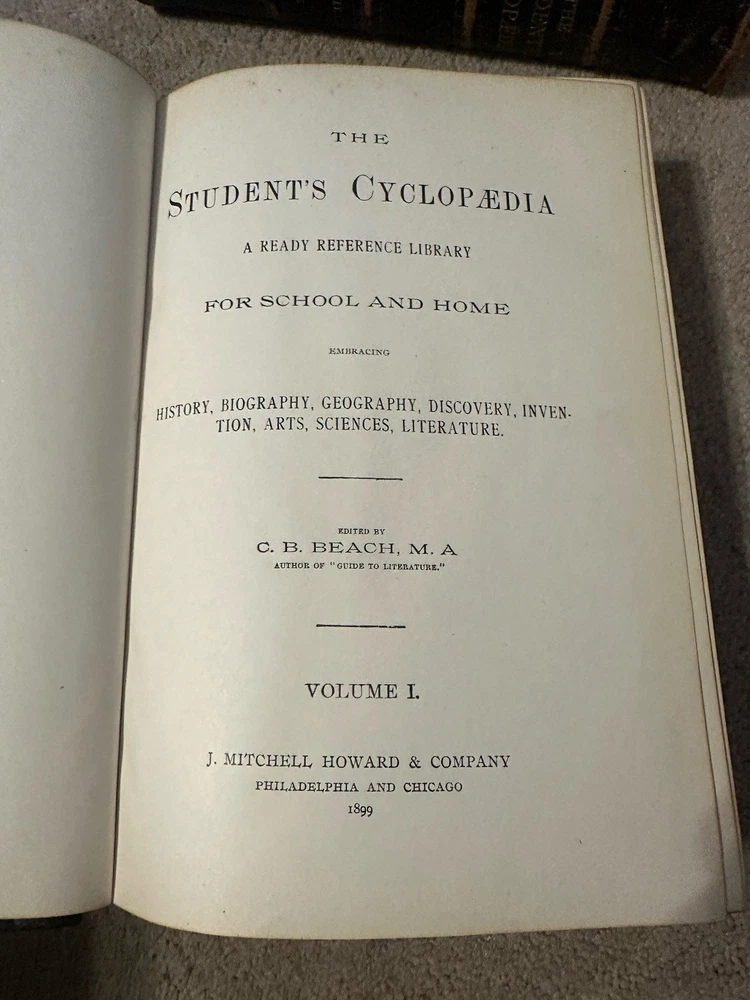 THE
STUDENT'S CYCLOPÆDIA
A READY REFERENCE LIBRARY
FOR SCHOOL AND HOME
EMBRACING
HISTORY, BIOGRAPHY, GEOGRAPHY, DISCOVERY, INVEN-
TION, ARTS, SCIENCES, LITERATURE.
EDITED BY
C. B. BEACH, M. A
AUTHOR OF "GUIDE TO LITERATURE."
VOLUME I.
J. MITCHELL HOWARD & COMPANY
PHILADELPHIA AND CHICAGO
1899